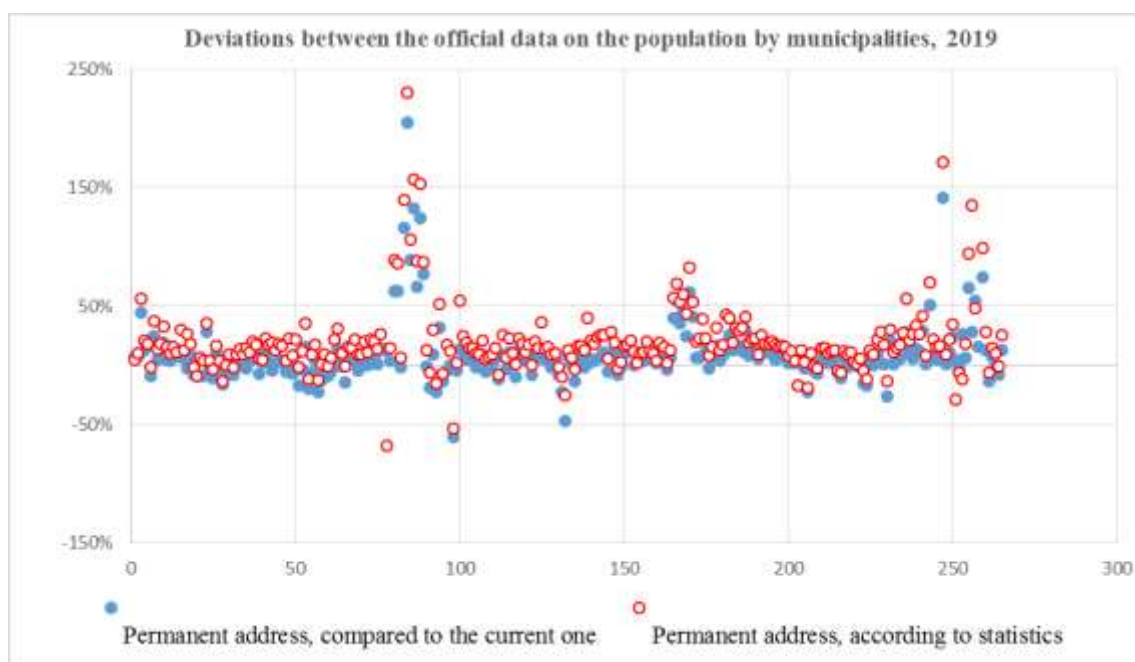 Deviations between the official data on the population by municipalities, 2019
250%
150%
50%
-50%
-150%
0 50 100 150 200 250 300
Permanent address, compared to the current one Permanent address, according to statistics